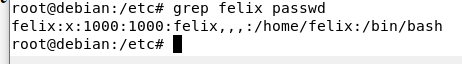 root@debian:/etc# grep felix passwd
felix:x:1000:1000:felix,,,:/home/felix:/bin/bash
root@debian:/etc#